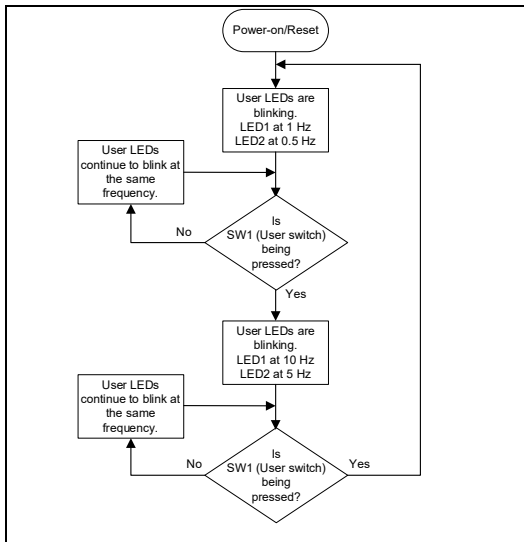 Power-on/Reset
User LEDs are
blinking.
LED1 at 1 Hz
LED2 at 0.5 Hz
User LEDs
continue to blink at
the same
frequency.
Is
SW1 (User switch)
being
pressed?
No
Yes
User LEDs are
blinking.
LED1 at 10 Hz
LED2 at 5 Hz
User LEDs
continue to blink at
the same
frequency.
Is
SW1 (User switch)
being
pressed?
No
Yes